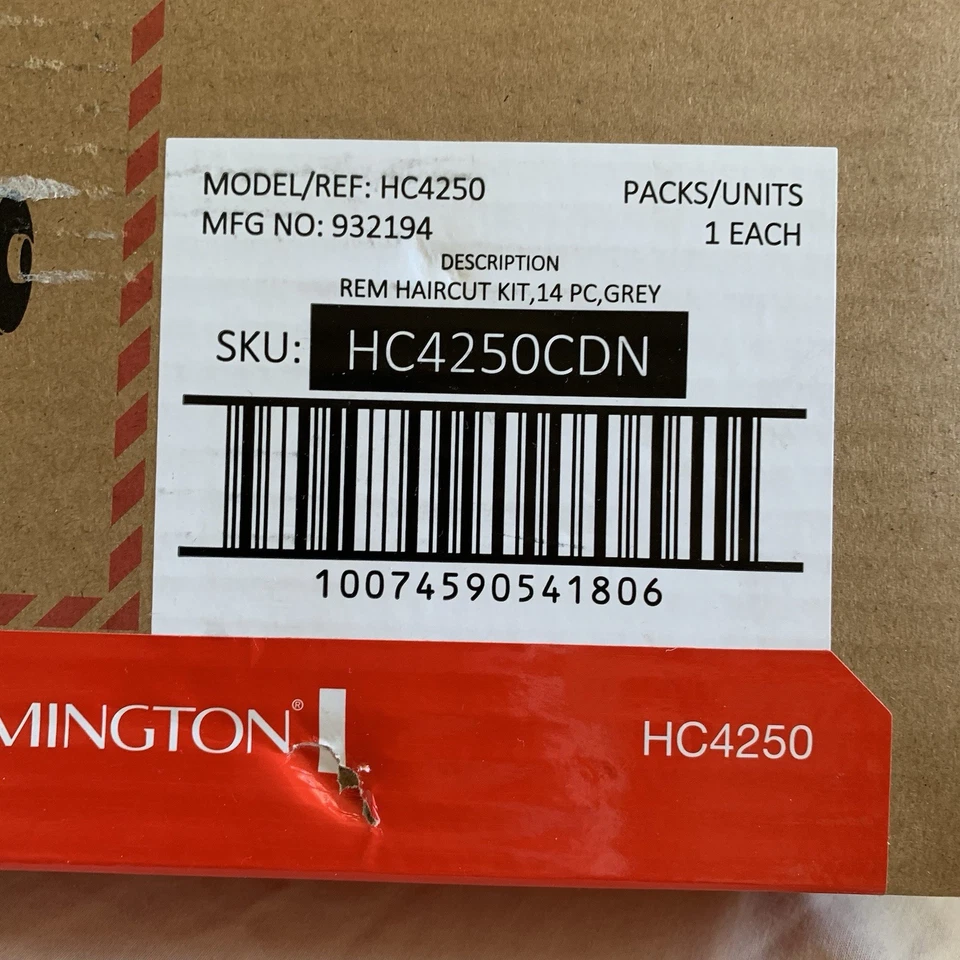 MODEL/REF: HC4250
MFG NO: 932194
PACKS/UNITS
1 EACH
DESCRIPTION
REM HAIRCUT KIT,14 PC,GREY
SKU: HC4250CDN
10074590541806
MINGTON®
HC4250